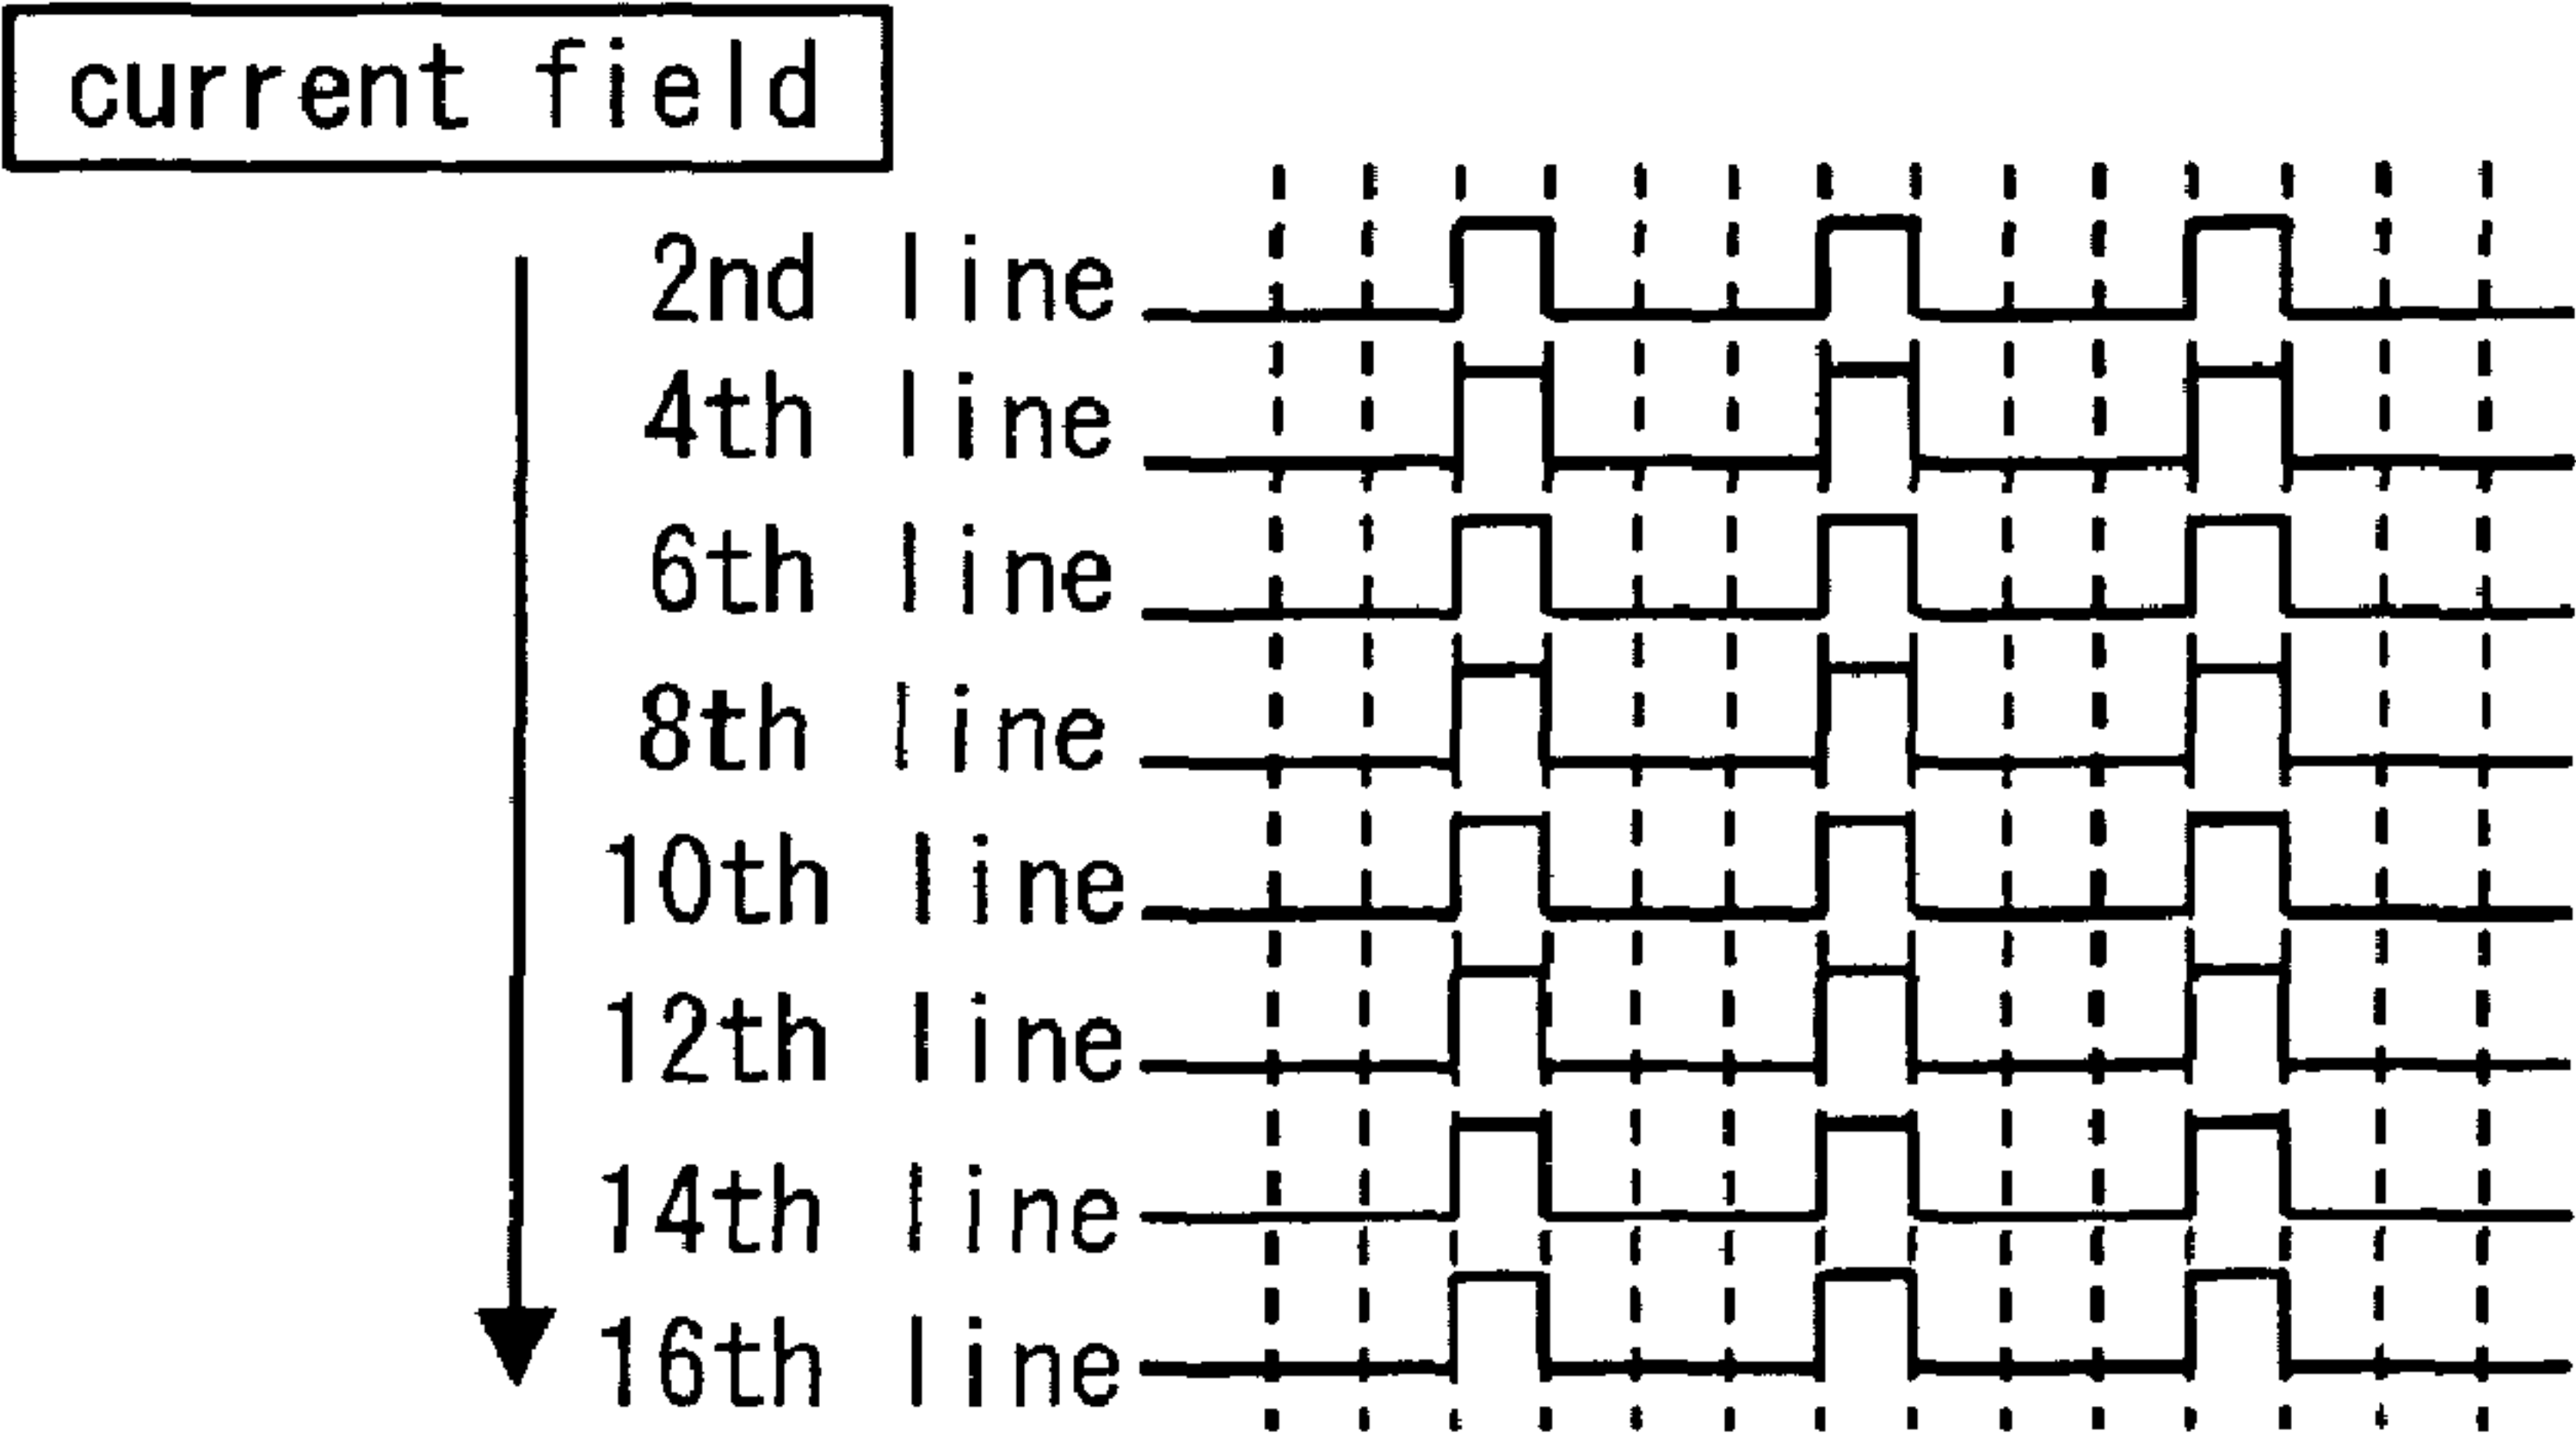 current field
2nd line
4th line
6th line
8th line
10th line
12th line
14th line
16th line